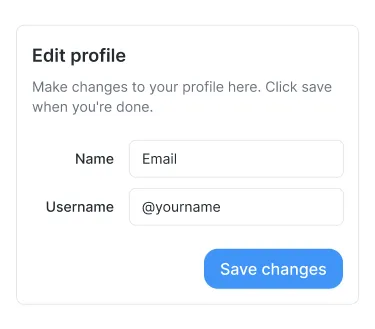 Edit profile
Make changes to your profile here. Click save
when you're done.
Name
Email
Username
@yourname
Save changes